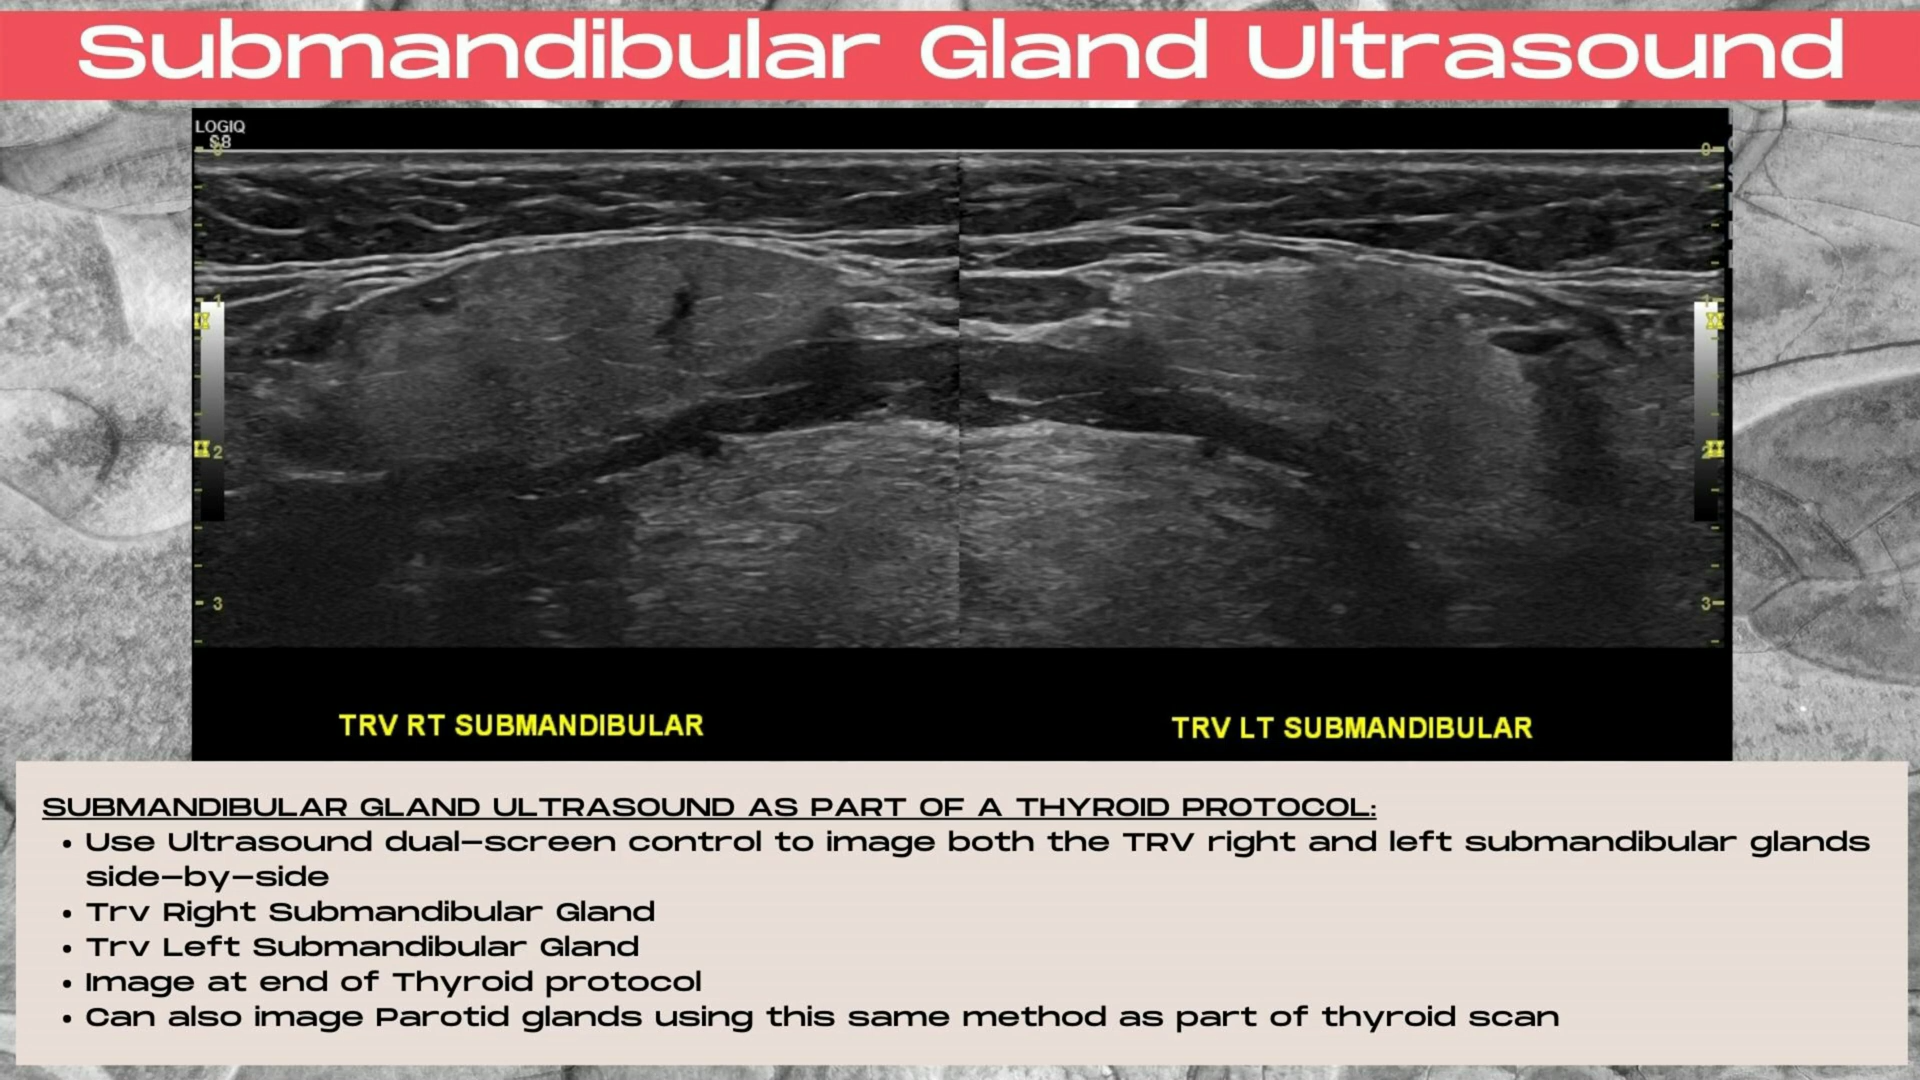 Submandibular Gland Ultrasound
LOGIQ
S8
0
0
1
1
2
2
3
3
TRV RT SUBMANDIBULAR
TRV LT SUBMANDIBULAR
SUBMANDIBULAR GLAND ULTRASOUND AS PART OF A THYROID PROTOCOL:
• Use Ultrasound dual-screen control to image both the TRV right and left submandibular glands
side-by-side
• Trv Right Submandibular Gland
• Trv Left Submandibular Gland
• Image at end of Thyroid protocol
• Can also image Parotid glands using this same method as part of thyroid scan